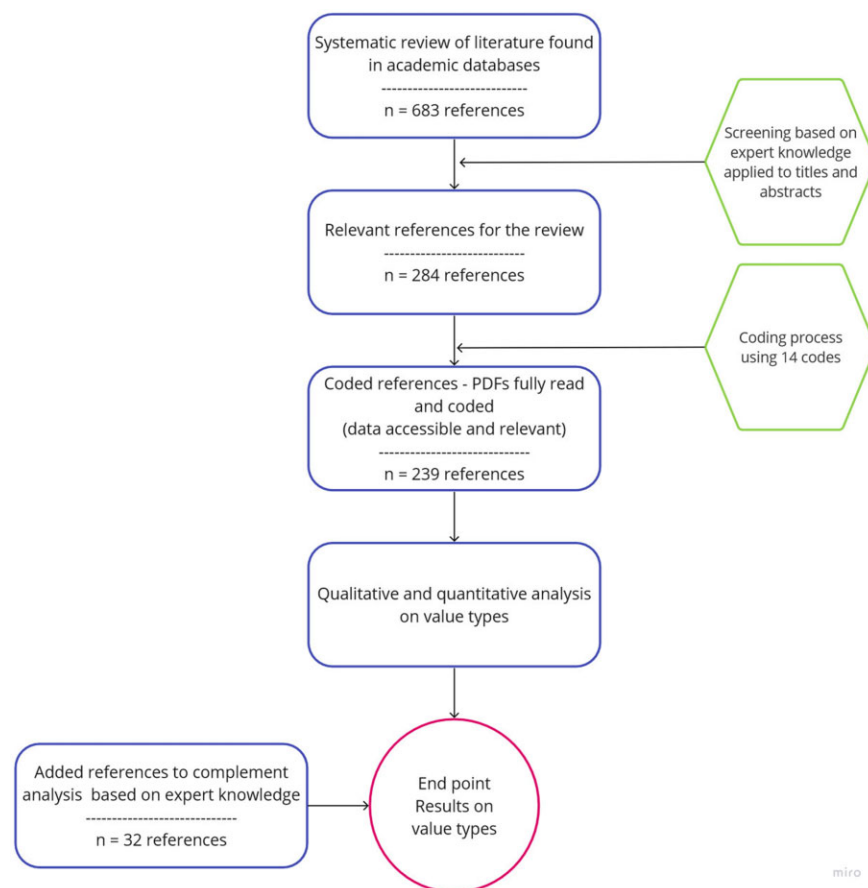 Systematic review of literature found
in academic databases
----------------------------
n = 683 references
Screening based on
expert knowledge
applied to titles and
abstracts
Relevant references for the review
---------------------------
n = 284 references
Coding process
using 14 codes
Coded references - PDFs fully read
and coded
(data accessible and relevant)
-----------------------------
n = 239 references
Qualitative and quantitative analysis
on value types
Added references to complement
analysis based on expert knowledge
-----------------------------
n = 32 references
End point
Results on
value types
miro